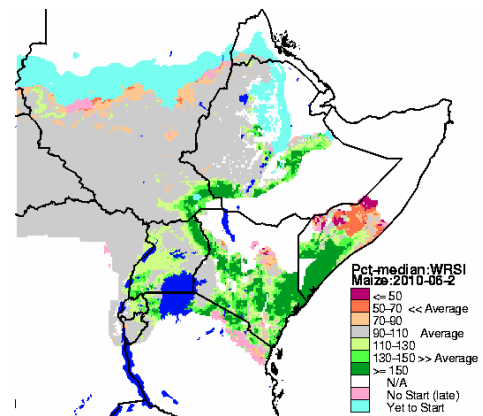 Pct-median:WRSI
Maize:2010-06-2
<= 50
50-70 << Average
70-90
90-110 Average
110-130
130-150 >> Average
>= 150
N/A
No Start (late)
Yet to Start